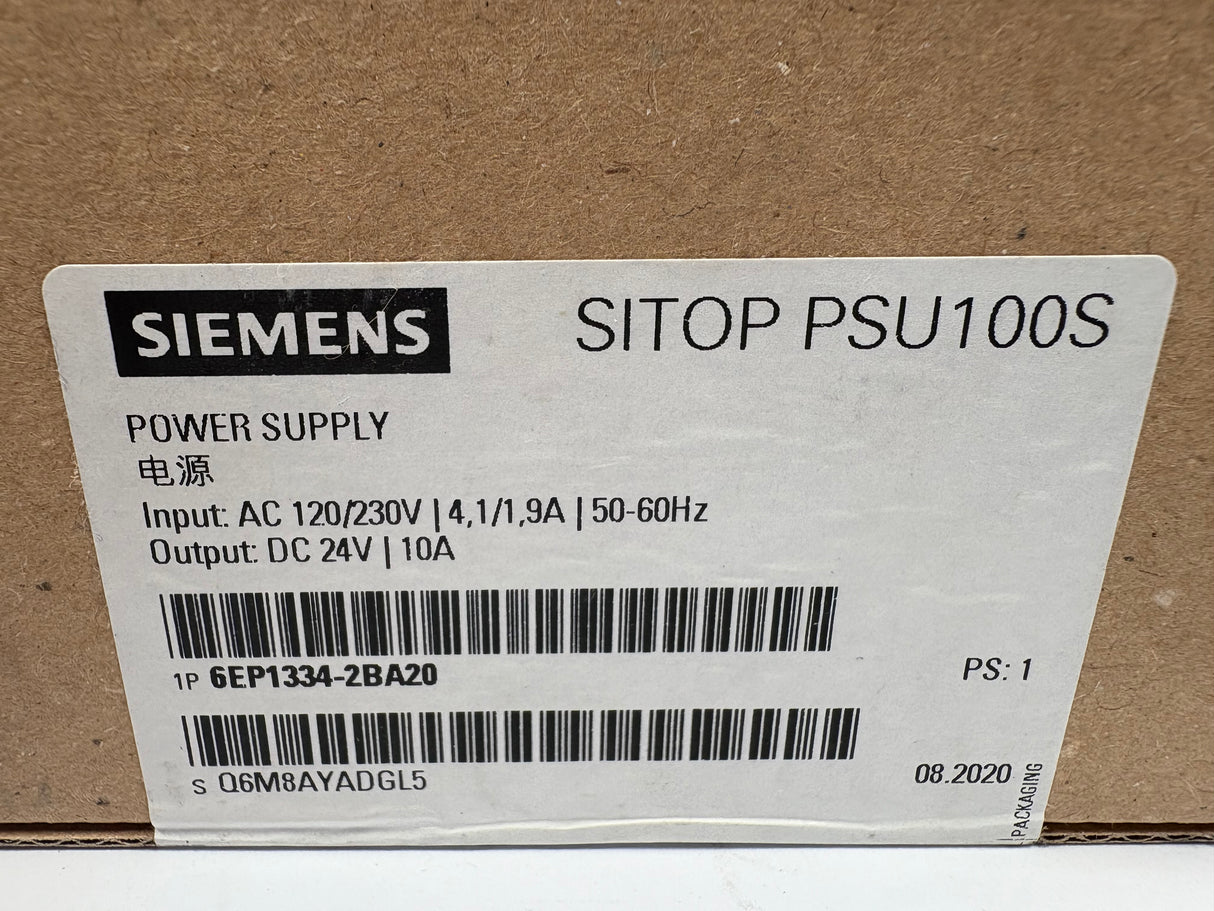 SIEMENS
SITOP PSU100S
POWER SUPPLY
电源
Input: AC 120/230V | 4,1/1,9A | 50-60Hz
Output: DC 24V | 10A
1P 6EP1334-2BA20
PS: 1
S Q6M8AYADGL5
08.2020
PACKAGING